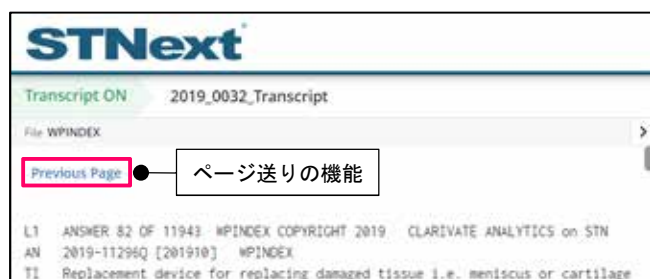 STNext
Transcript ON 2019_0032_Transcript
File WPINDEX >
Previous Page ページ送りの機能
L1 ANSWER 82 OF 11943 WPINDEX COPYRIGHT 2019 CLARIVATE ANALYTICS on STN
AN 2019-11296Q [201910] WPINDEX
TI Replacement device for replacing damaged tissue i.e. meniscus or cartilage